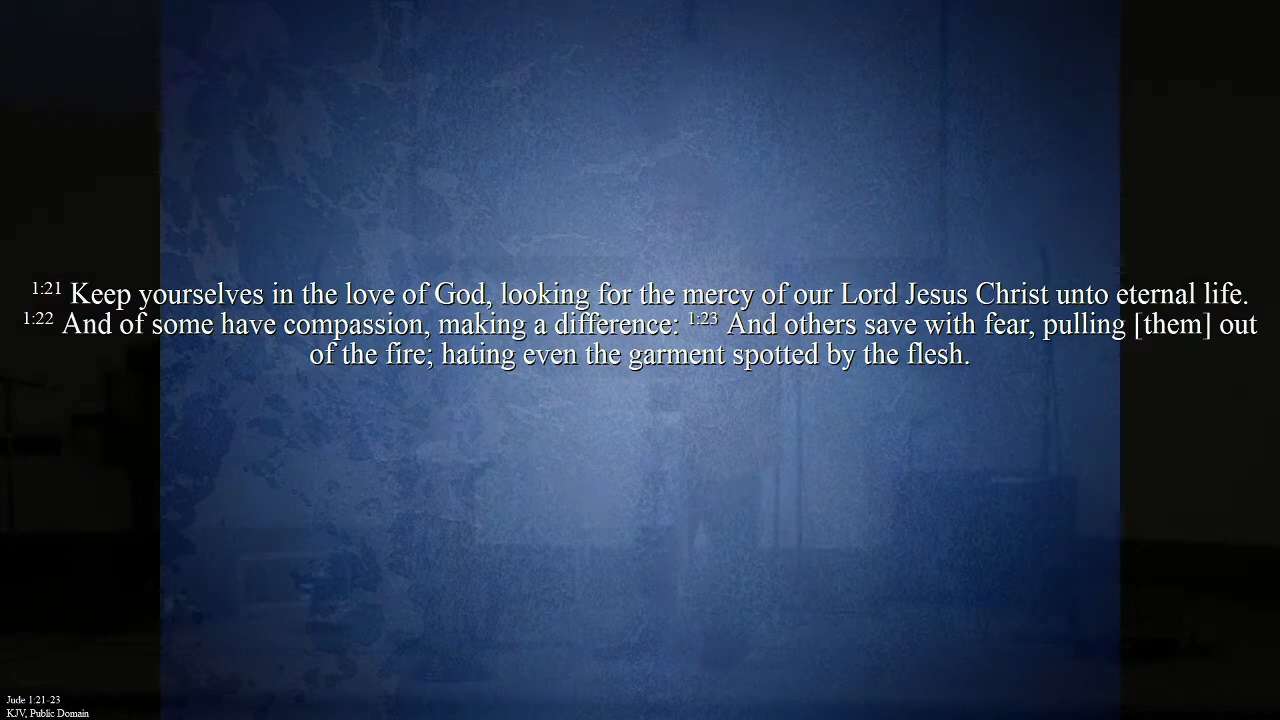 1:21 Keep yourselves in the love of God, looking for the mercy of our Lord Jesus Christ unto eternal life.
1:22 And of some have compassion, making a difference: 1:23 And others save with fear, pulling [them] out
of the fire; hating even the garment spotted by the flesh.
Jude 1:21-23
KJV, Public Domain